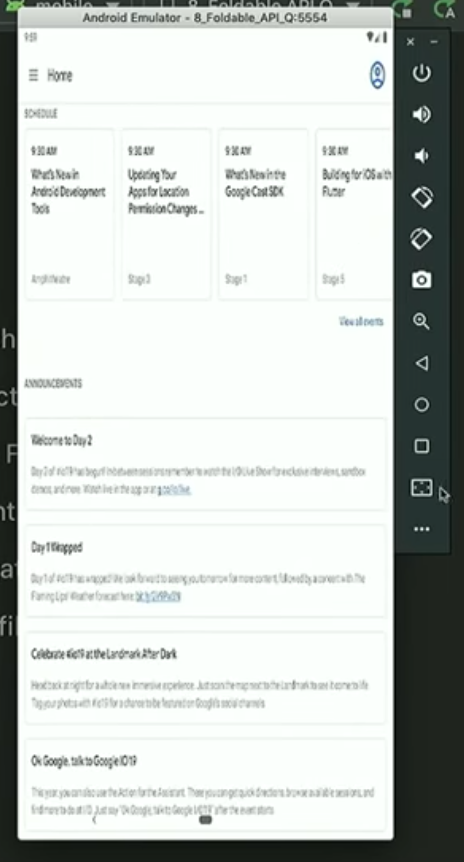 mobile
8_Foldable_API_Q
Android Emulator - 8_Foldable_API_Q:5554
9:59
Home
SCHEDULE
9:30 AM
What's New in
Android Development
Tools
Amphitheatre
9:30 AM
Updating Your
Apps for Location
Permission Changes ...
Stage 3
9:30 AM
What's New in the
Google Cast SDK
Stage 1
9:30 AM
Building for iOS with
Flutter
Stage 5
View all events
ANNOUNCEMENTS
Welcome to Day 2
Day 2 of #io19 has begun! In between sessions remember to watch the I/O Live Show for exclusive interviews, sandbox
demos, and more. Watch live in the app or at
Day 1 Wrapped
Day 1 of #io19 has wrapped! We look forward to seeing you tomorrow for more content, followed by a concert with The
Flaming Lips! Weather forecast here:
Celebrate #io19 at the Landmark After Dark
Head back at night for a whole new immersive experience. Just scan the map next to the Landmark to see it come to life.
Tag your photos with #io19 for a chance to be featured on Google's social channels.
Ok Google, talk to Google IO19
This year, you can also use the Action for the Assistant. There you can get quick directions, browse available sessions, and
find more to do at I/O. Just say "Ok Google, talk to Google I/O'19" after the event starts